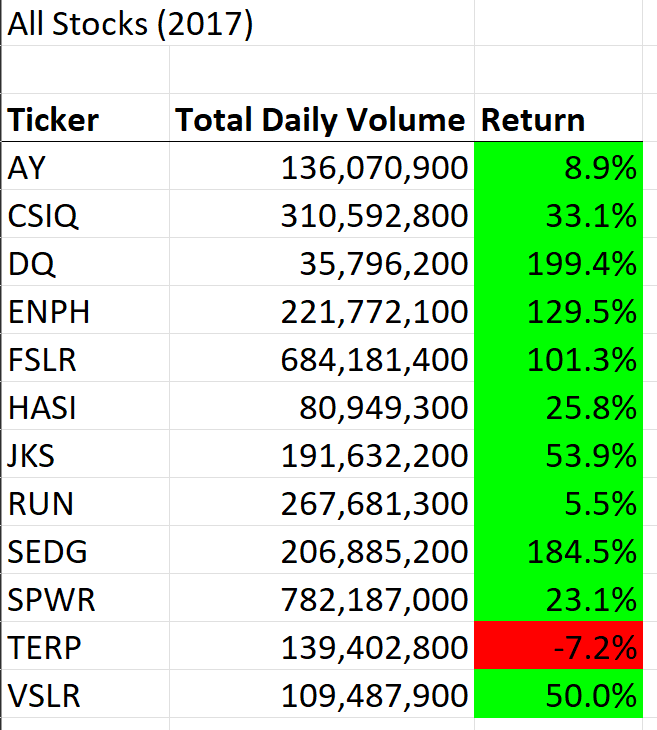 All Stocks (2017)
Ticker Total Daily Volume Return
AY 136,070,900 8.9%
CSIQ 310,592,800 33.1%
DQ 35,796,200 199.4%
ENPH 221,772,100 129.5%
FSLR 684,181,400 101.3%
HASI 80,949,300 25.8%
JKS 191,632,200 53.9%
RUN 267,681,300 5.5%
SEDG 206,885,200 184.5%
SPWR 782,187,000 23.1%
TERP 139,402,800 -7.2%
VSLR 109,487,900 50.0%